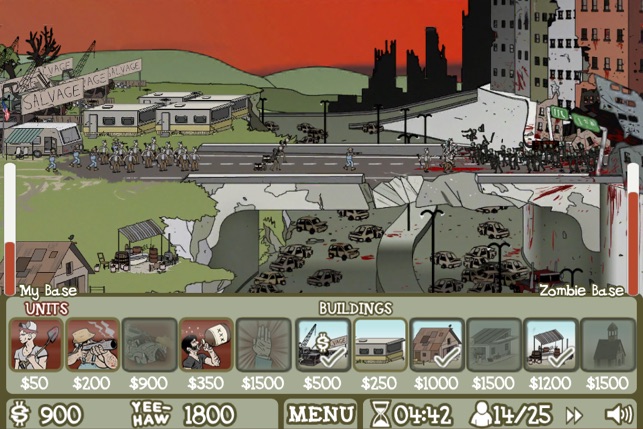 SALVAGE
SALVAGE
SALVAGE
My Base
Zombie Base
UNITS
BUILDINGS
$50 $200 $900 $350 $1500 $500 $250 $1000 $1500 $1200 $1500
$ 900 YEE-HAW 1800 MENU 04:42 14/25